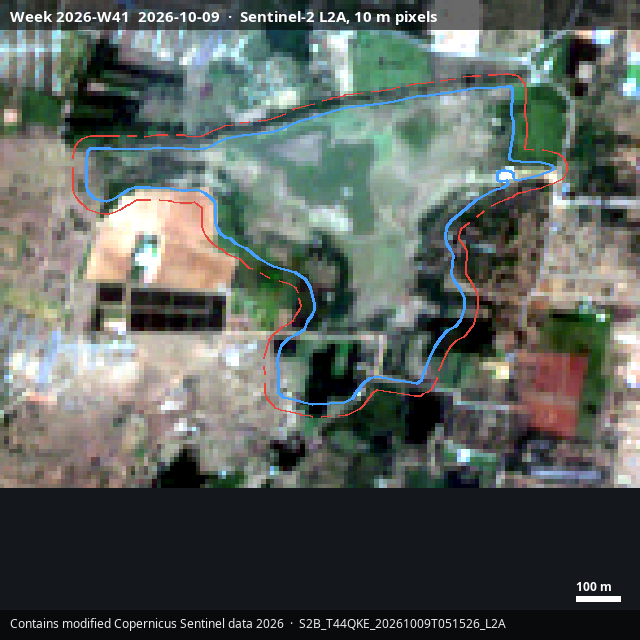 Week 2026-W41  2026-10-09  ·  Sentinel-2 L2A, 10 m pixels
100 m
Contains modified Copernicus Sentinel data 2026  ·  S2B_T44QKE_20261009T051526_L2A